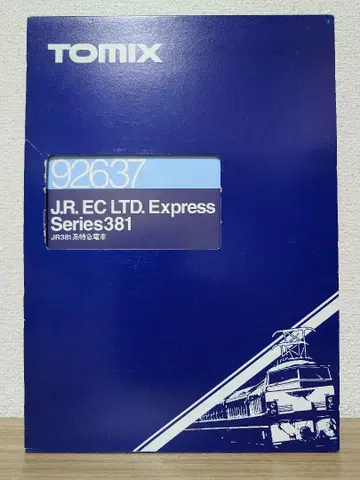 TOMIX
92637
J.R. EC LTD. Express
Series381
JR381系特急電車